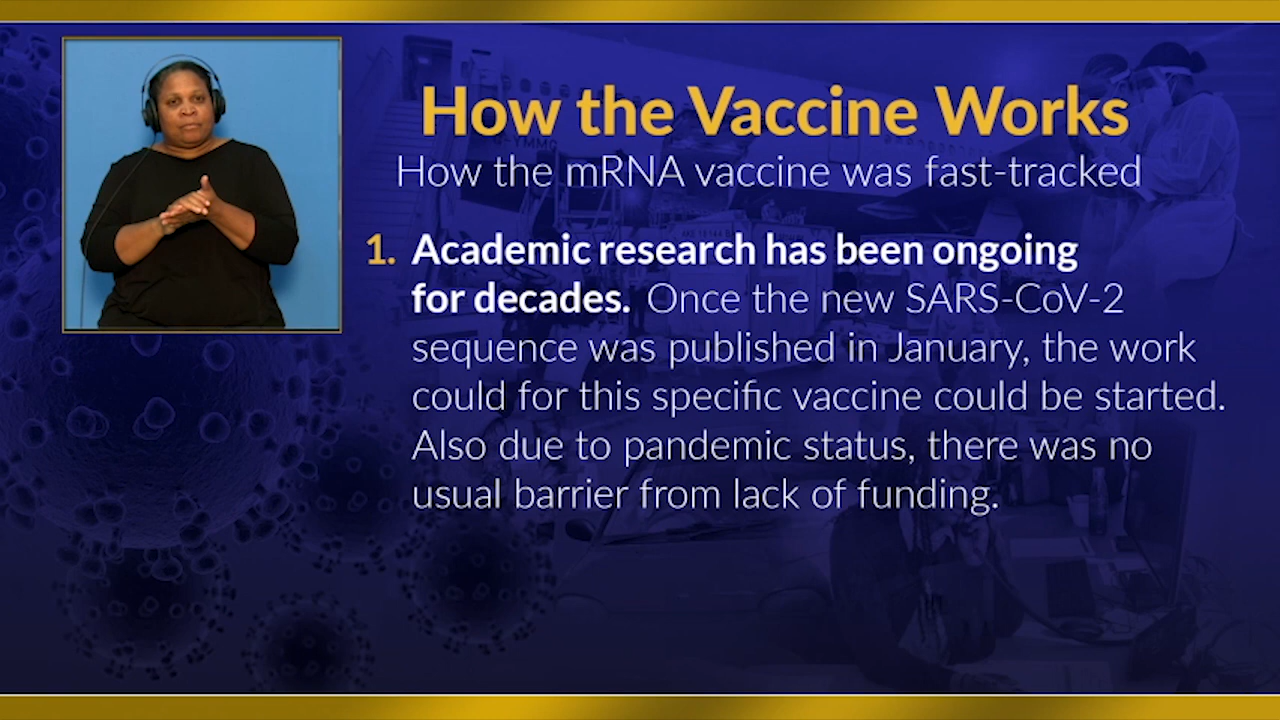 How the Vaccine Works
How the mRNA vaccine was fast-tracked
1. Academic research has been ongoing
for decades. Once the new SARS-CoV-2
sequence was published in January, the work
could for this specific vaccine could be started.
Also due to pandemic status, there was no
usual barrier from lack of funding.